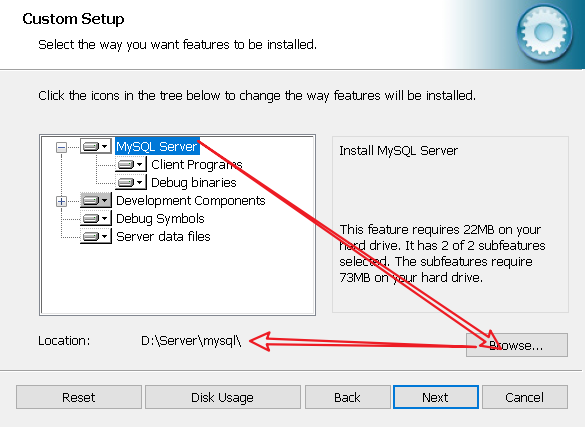 Custom Setup
Select the way you want features to be installed.
Click the icons in the tree below to change the way features will be installed.
MySQL Server
Client Programs
Debug binaries
Development Components
Debug Symbols
Server data files
Install MySQL Server
This feature requires 22MB on your
hard drive. It has 2 of 2 subfeatures
selected. The subfeatures require
73MB on your hard drive.
Location:
D:\Server\mysql\
Browse...
Reset
Disk Usage
Back
Next
Cancel